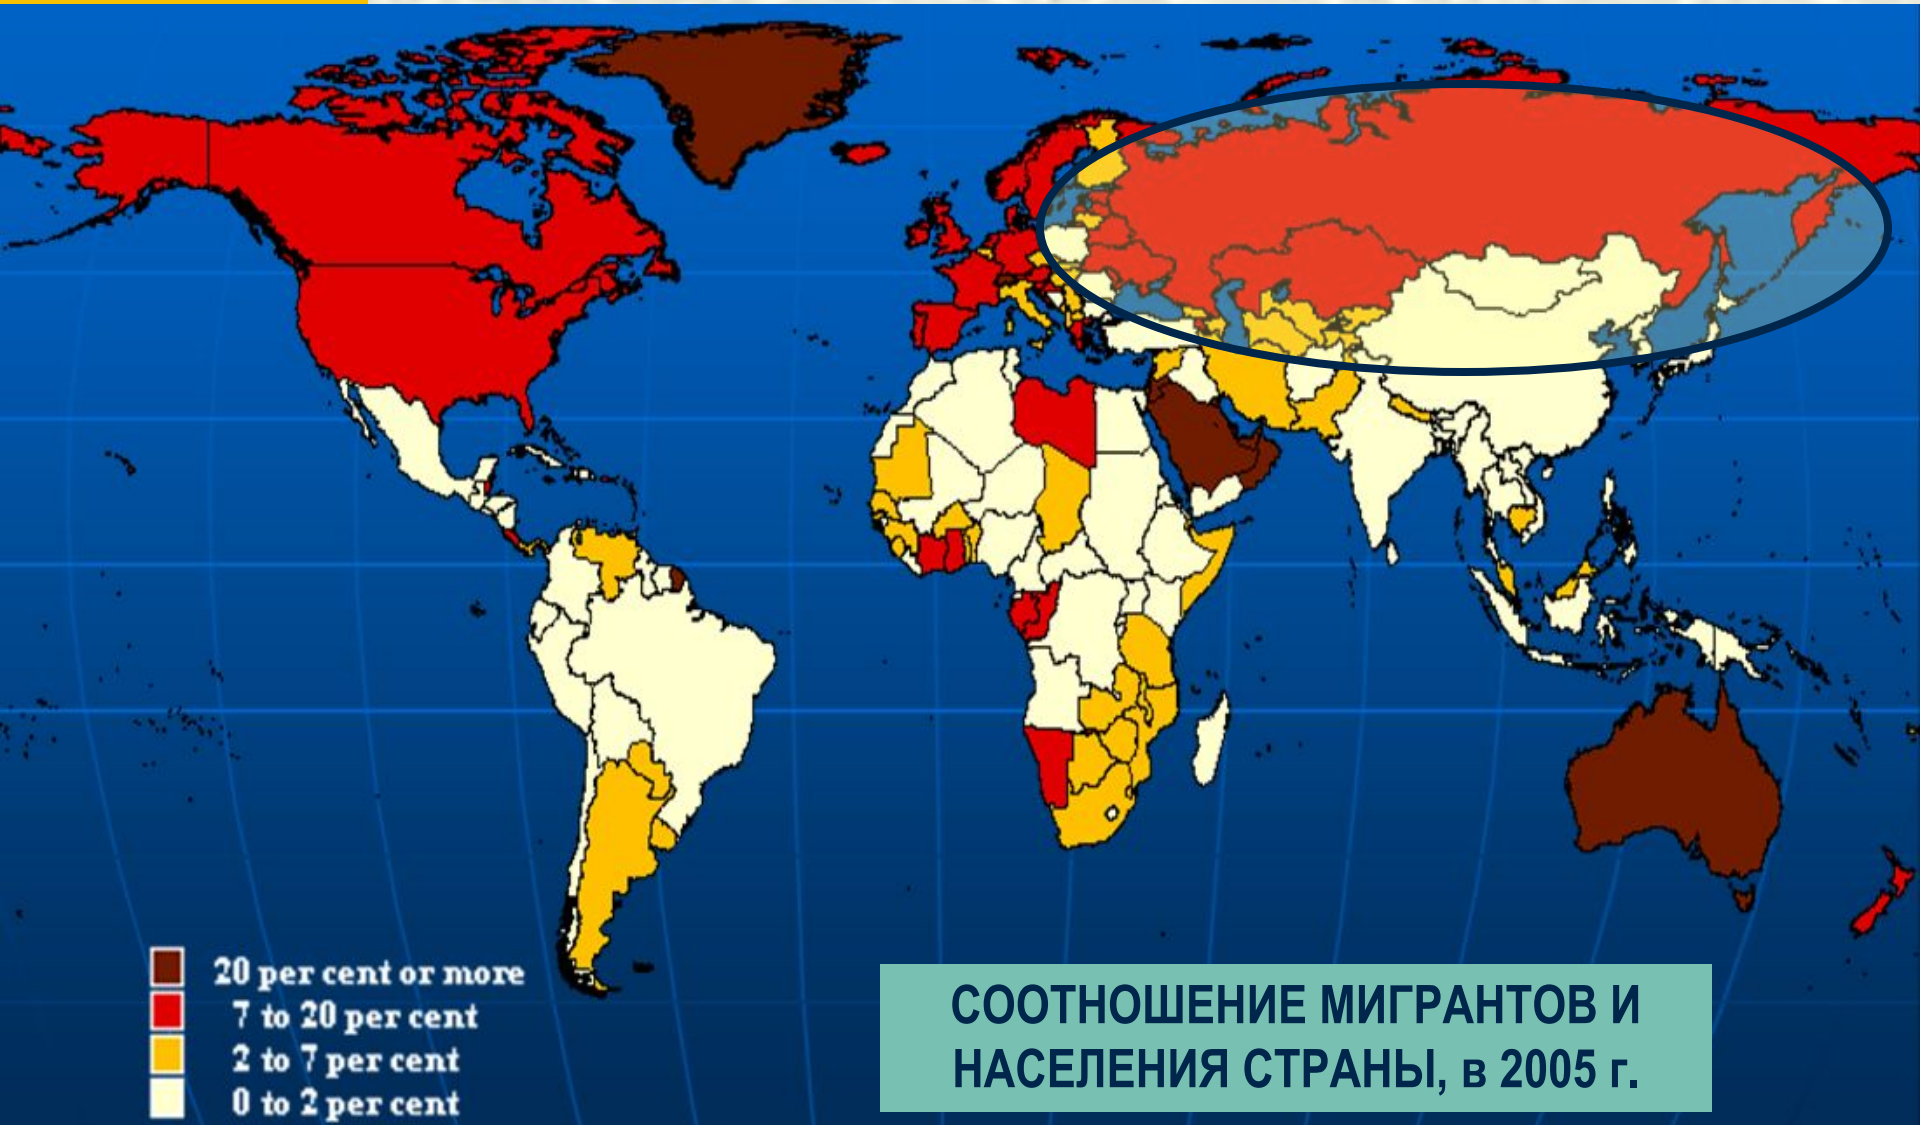 20 per cent or more
7 to 20 per cent
2 to 7 per cent
0 to 2 per cent
СООТНОШЕНИЕ МИГРАНТОВ И
НАСЕЛЕНИЯ СТРАНЫ, в 2005 г.